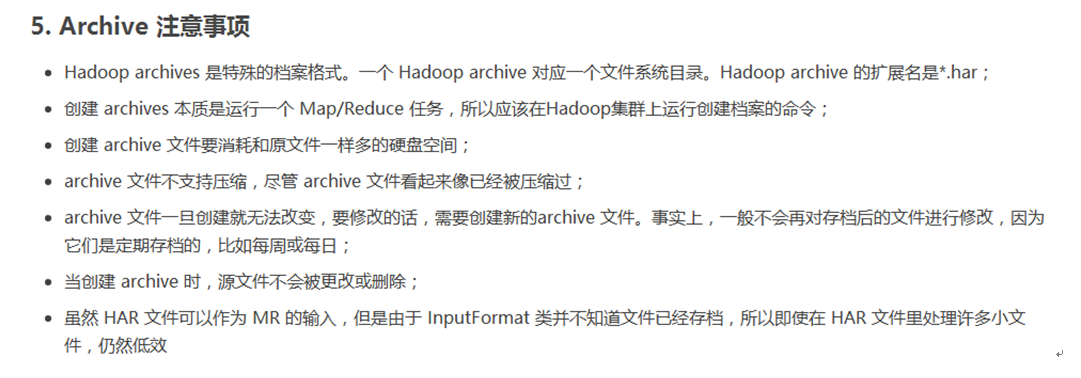 5. Archive 注意事项
• Hadoop archives 是特殊的档案格式。一个 Hadoop archive 对应一个文件系统目录。Hadoop archive 的扩展名是*.har；
• 创建 archives 本质是运行一个 Map/Reduce 任务，所以应该在Hadoop集群上运行创建档案的命令；
• 创建 archive 文件要消耗和原文件一样多的硬盘空间；
• archive 文件不支持压缩，尽管 archive 文件看起来像已经被压缩过；
• archive 文件一旦创建就无法改变，要修改的话，需要创建新的archive 文件。事实上，一般不会再对存档后的文件进行修改，因为
它们是定期存档的，比如每周或每日；
• 当创建 archive 时，源文件不会被更改或删除；
• 虽然 HAR 文件可以作为 MR 的输入，但是由于 InputFormat 类并不知道文件已经存档，所以即使在 HAR 文件里处理许多小文
件，仍然低效